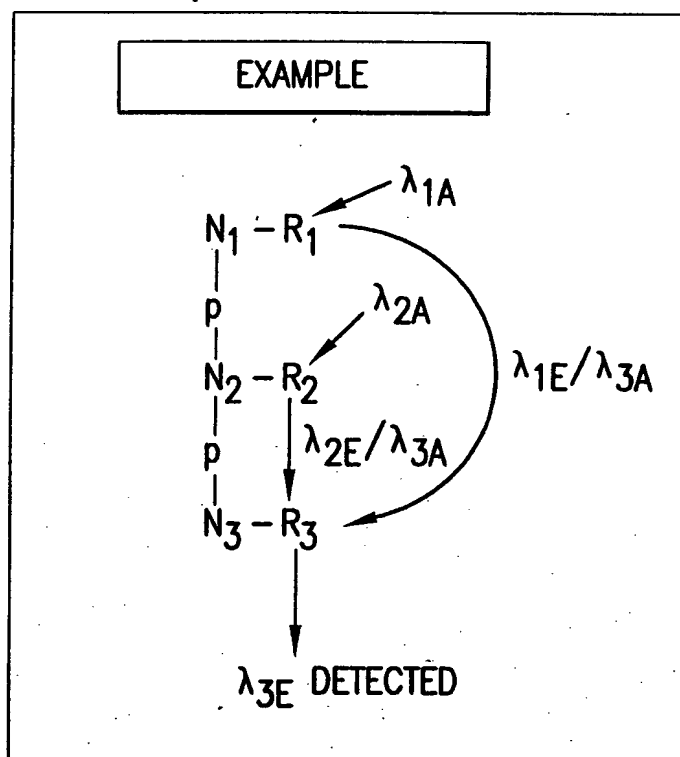 EXAMPLE
λ1A
N1 – R1
p
λ2A
N2 – R2
λ1E/λ3A
λ2E/λ3A
p
N3 – R3
λ3E DETECTED